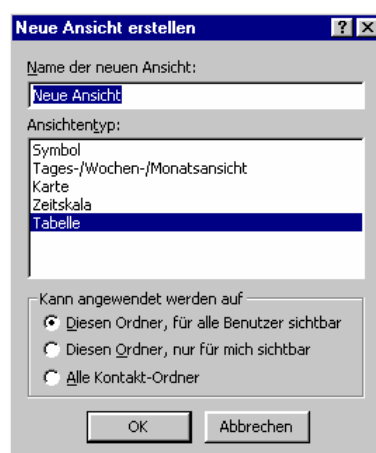 Neue Ansicht erstellen
Name der neuen Ansicht:
Neue Ansicht
Ansichtentyp:
Symbol
Tages-/Wochen-/Monatsansicht
Karte
Zeitskala
Tabelle
Kann angewendet werden auf
Diesen Ordner, für alle Benutzer sichtbar
Diesen Ordner, nur für mich sichtbar
Alle Kontakt-Ordner
OK Abbrechen